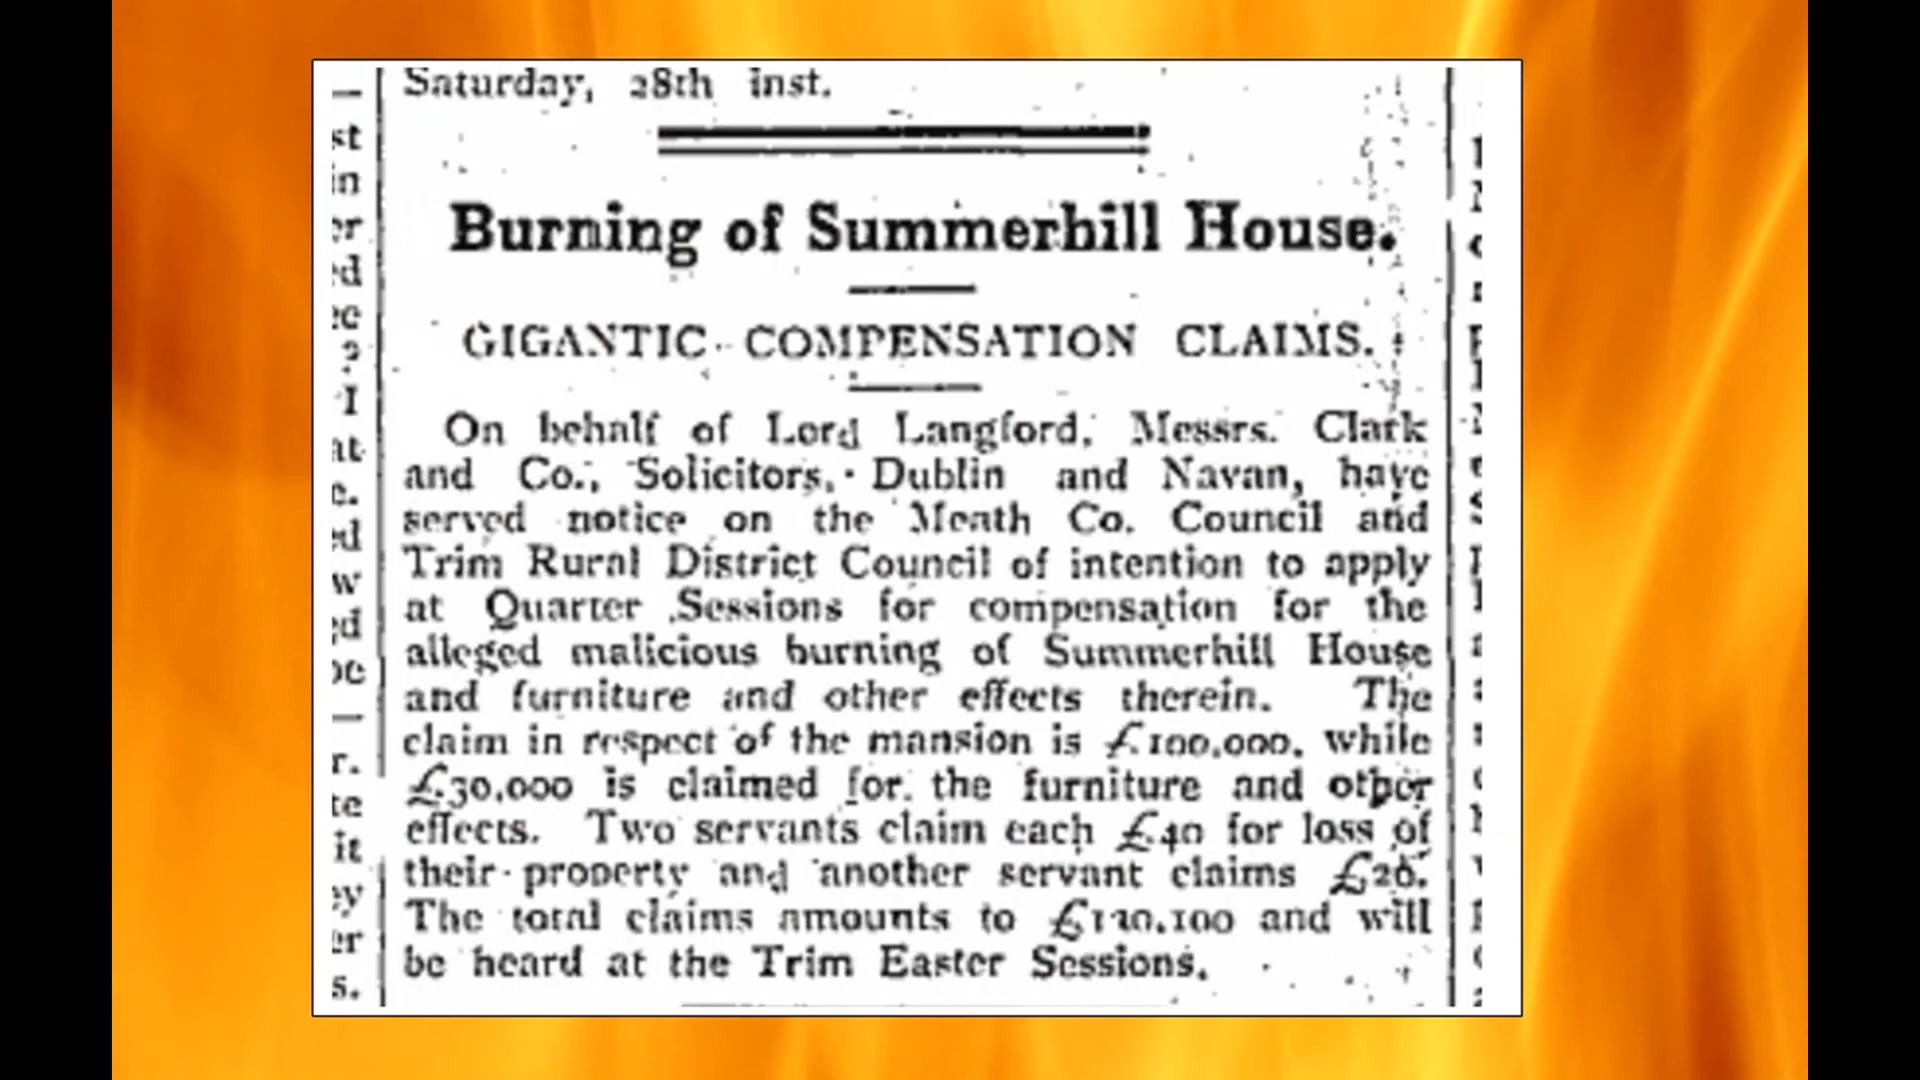 Saturday, 28th inst.
Burning of Summerhill House.
GIGANTIC COMPENSATION CLAIMS.
On behalf of Lord Langford, Messrs. Clark
and Co., Solicitors, Dublin and Navan, have
served notice on the Meath Co. Council and
Trim Rural District Council of intention to apply
at Quarter Sessions for compensation for the
alleged malicious burning of Summerhill House
and furniture and other effects therein. The
claim in respect of the mansion is £100,000, while
£30,000 is claimed for the furniture and other
effects. Two servants claim each £40 for loss of
their property and another servant claims
The total claims amounts to and will
be heard at the Trim Easter Sessions.